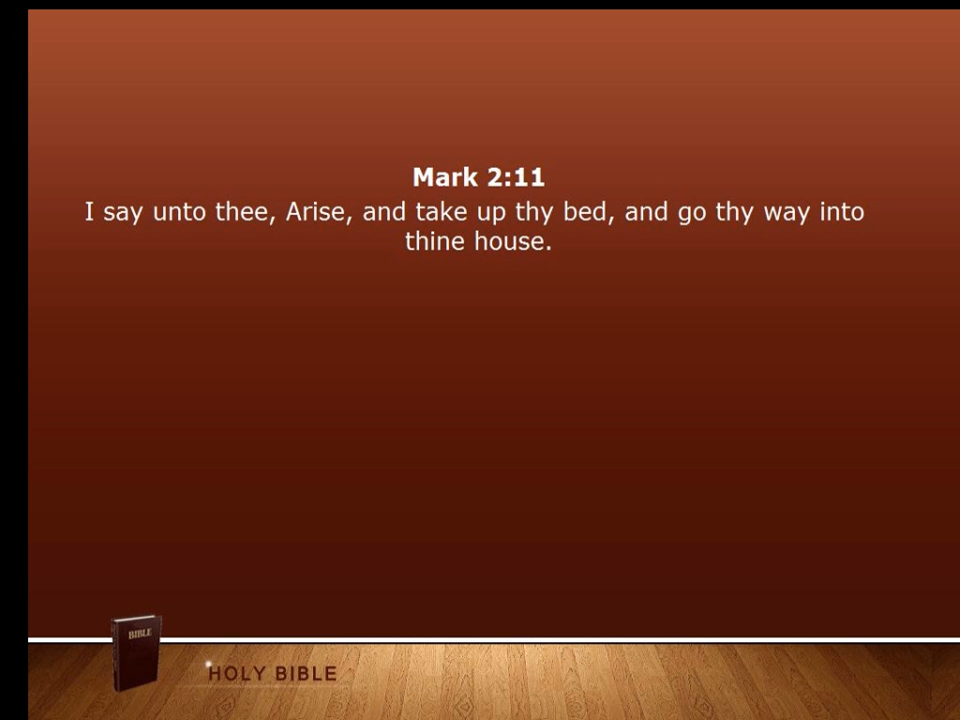 Mark 2:11
I say unto thee, Arise, and take up thy bed, and go thy way into
thine house.
BIBLE
HOLY BIBLE